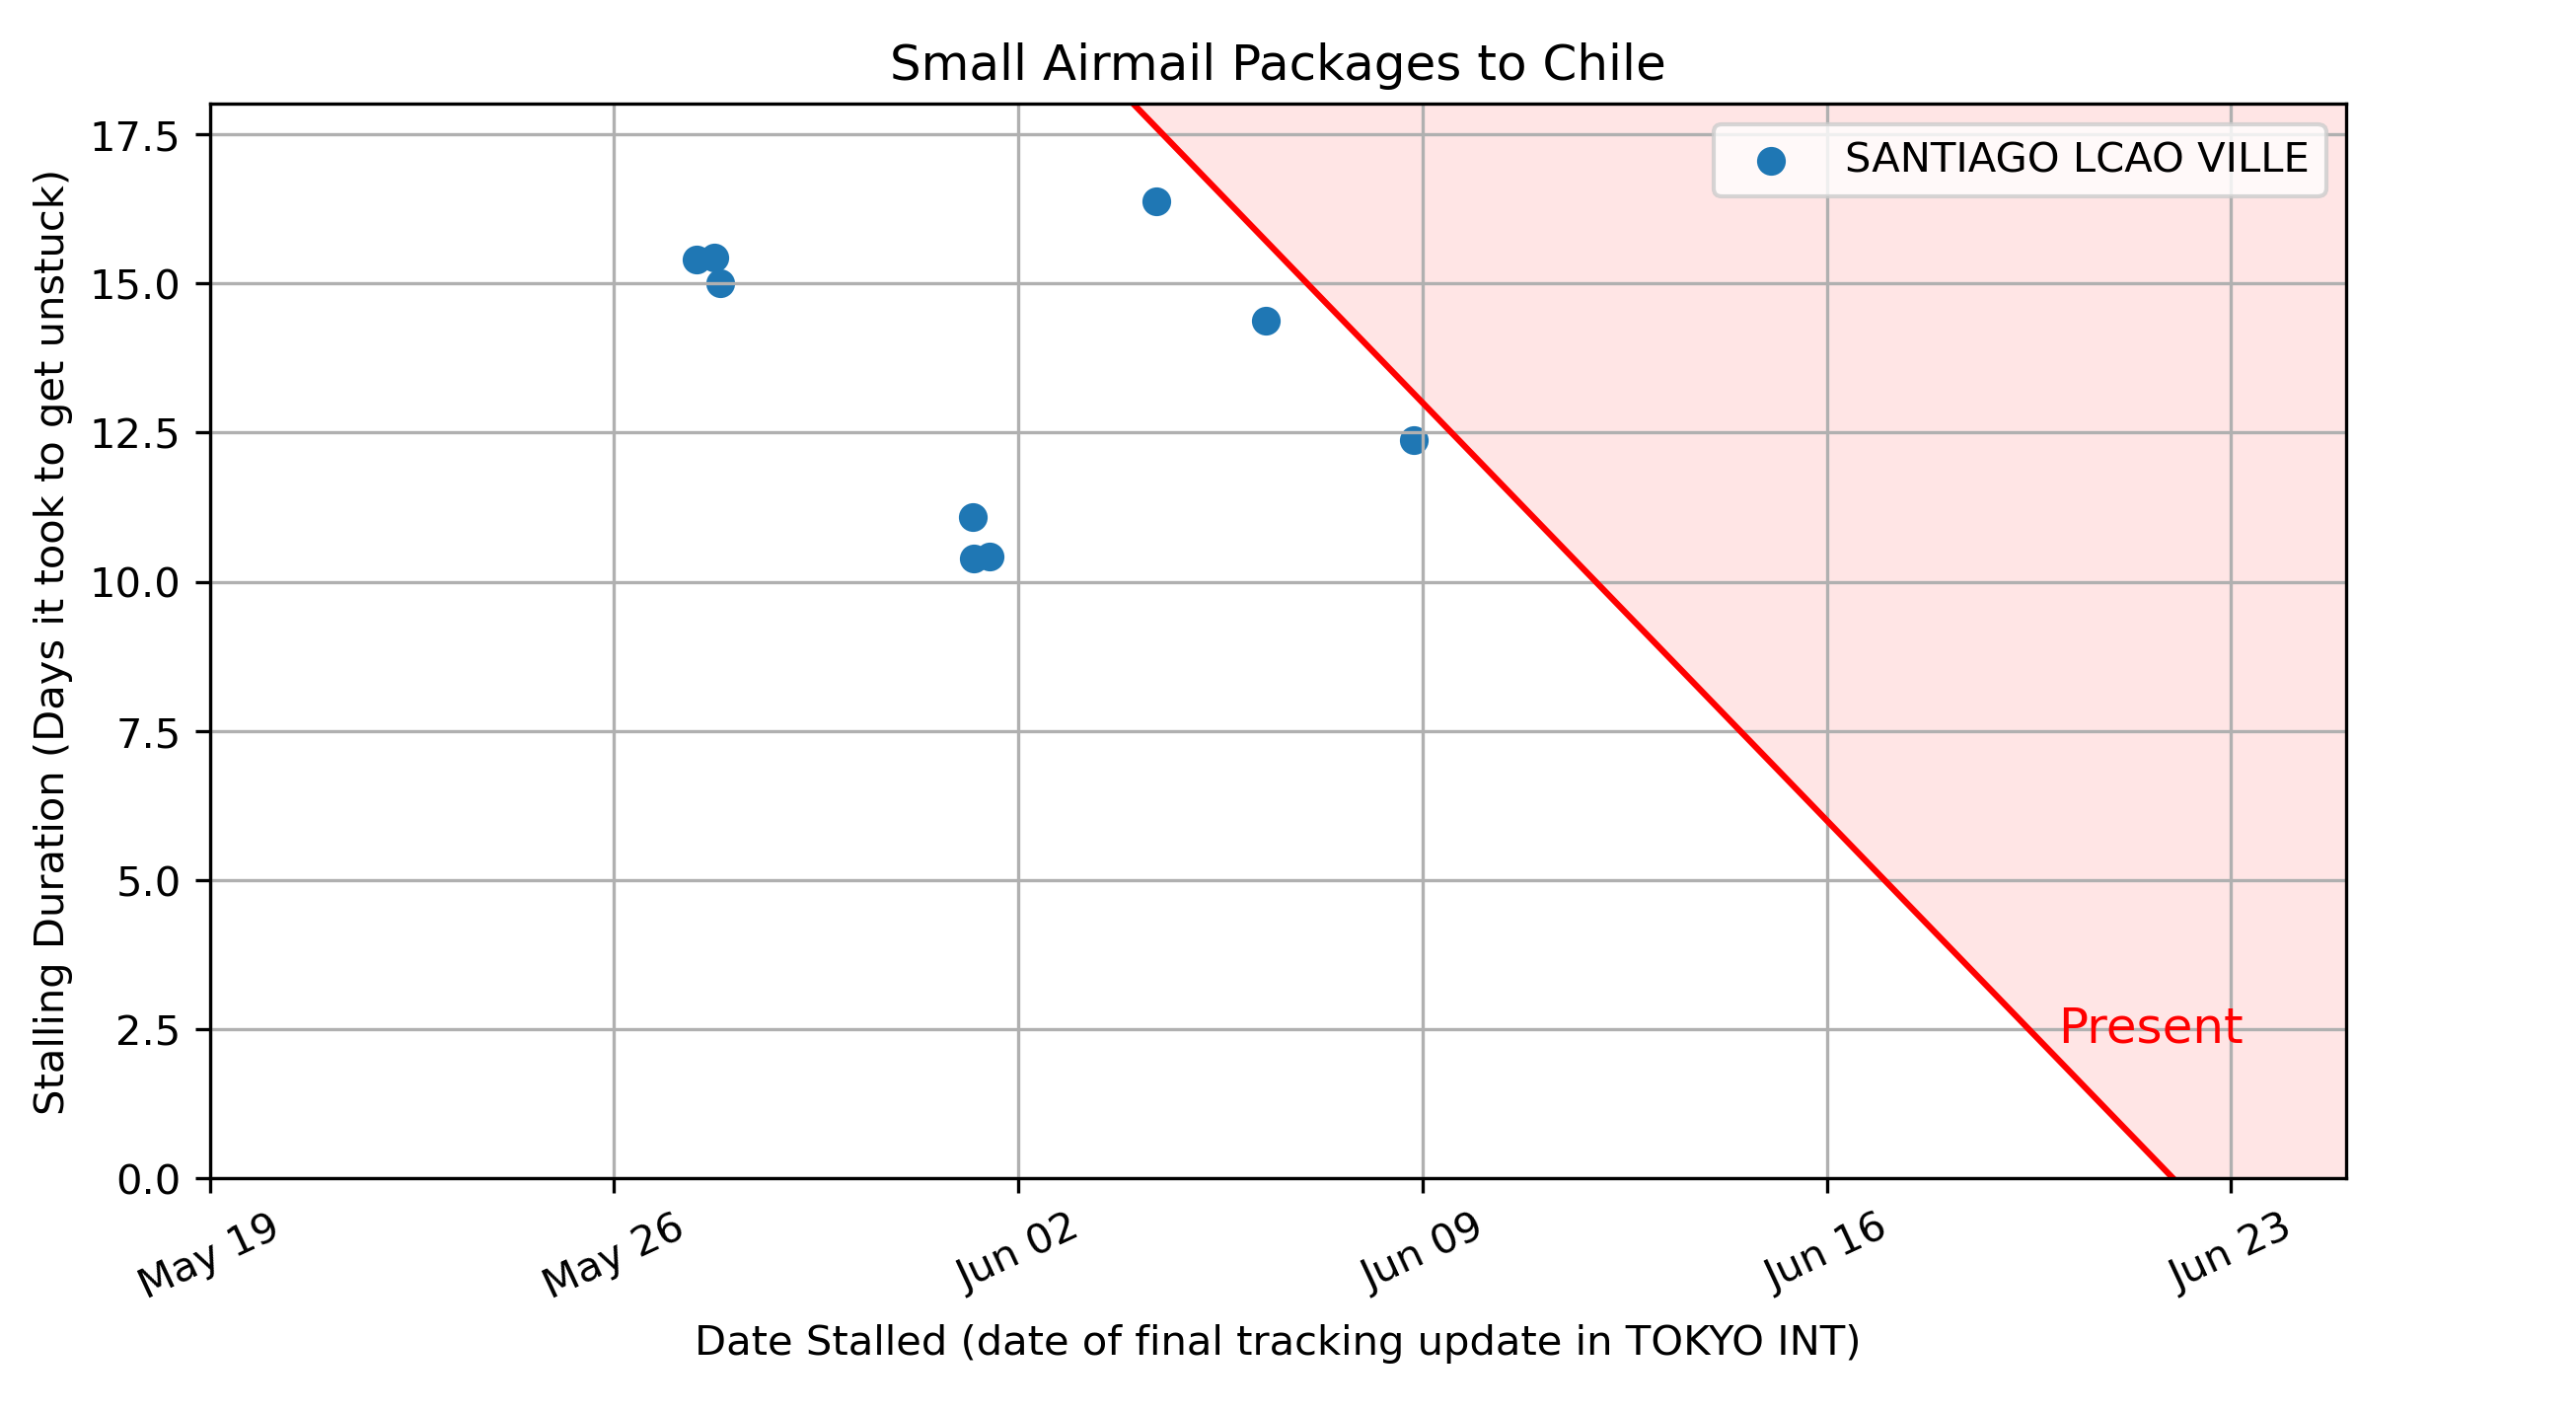 Small Airmail Packages to Chile
SANTIAGO LCAO VILLE
Stalling Duration (Days it took to get unstuck)
17.5
15.0
12.5
10.0
7.5
5.0
2.5
0.0
Present
May 19
May 26
Jun 02
Jun 09
Jun 16
Jun 23
Date Stalled (date of final tracking update in TOKYO INT)